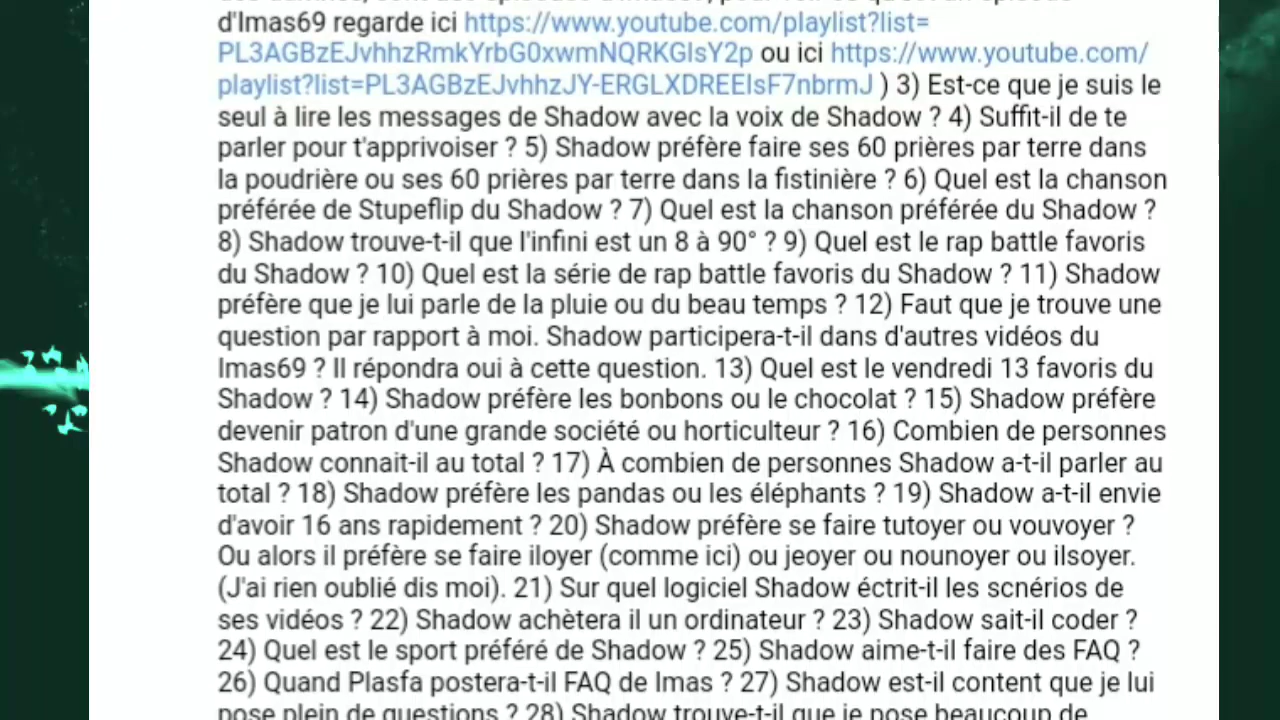 d'Imas69 regarde ici https://www.youtube.com/playlist?list=
PL3AGBzEJvhhzRmkYrbG0xwmNQRKGIsY2p ou ici https://www.youtube.com/
playlist?list=PL3AGBzEJvhhzJY-ERGLXDREEIsF7nbrmJ ) 3) Est-ce que je suis le
seul à lire les messages de Shadow avec la voix de Shadow ? 4) Suffit-il de te
parler pour t'apprivoiser ? 5) Shadow préfère faire ses 60 prières par terre dans
la poudrière ou ses 60 prières par terre dans la fistinière ? 6) Quel est la chanson
préférée de Stupeflip du Shadow ? 7) Quel est la chanson préférée du Shadow ?
8) Shadow trouve-t-il que l'infini est un 8 à 90° ? 9) Quel est le rap battle favoris
du Shadow ? 10) Quel est la série de rap battle favoris du Shadow ? 11) Shadow
préfère que je lui parle de la pluie ou du beau temps ? 12) Faut que je trouve une
question par rapport à moi. Shadow participera-t-il dans d'autres vidéos du
Imas69 ? Il répondra oui à cette question. 13) Quel est le vendredi 13 favoris du
Shadow ? 14) Shadow préfère les bonbons ou le chocolat ? 15) Shadow préfère
devenir patron d'une grande société ou horticulteur ? 16) Combien de personnes
Shadow connait-il au total ? 17) À combien de personnes Shadow a-t-il parler au
total ? 18) Shadow préfère les pandas ou les éléphants ? 19) Shadow a-t-il envie
d'avoir 16 ans rapidement ? 20) Shadow préfère se faire tutoyer ou vouvoyer ?
Ou alors il préfère se faire iloyer (comme ici) ou jeoyer ou nounoyer ou ilsoyer.
(J'ai rien oublié dis moi). 21) Sur quel logiciel Shadow éctrit-il les scnérios de
ses vidéos ? 22) Shadow achètera il un ordinateur ? 23) Shadow sait-il coder ?
24) Quel est le sport préféré de Shadow ? 25) Shadow aime-t-il faire des FAQ ?
26) Quand Plasfa postera-t-il FAQ de Imas ? 27) Shadow est-il content que je lui
pose plein de questions ? 28) Shadow trouve-t-il que je pose beaucoup de